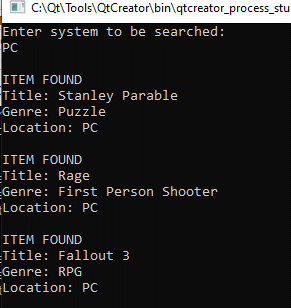 C:\Qt\Tools\QtCreator\bin\qtcreator_process_stu
Enter system to be searched:
PC
ITEM FOUND
Title: Stanley Parable
Genre: Puzzle
Location: PC
ITEM FOUND
Title: Rage
Genre: First Person Shooter
Location: PC
ITEM FOUND
Title: Fallout 3
Genre: RPG
Location: PC